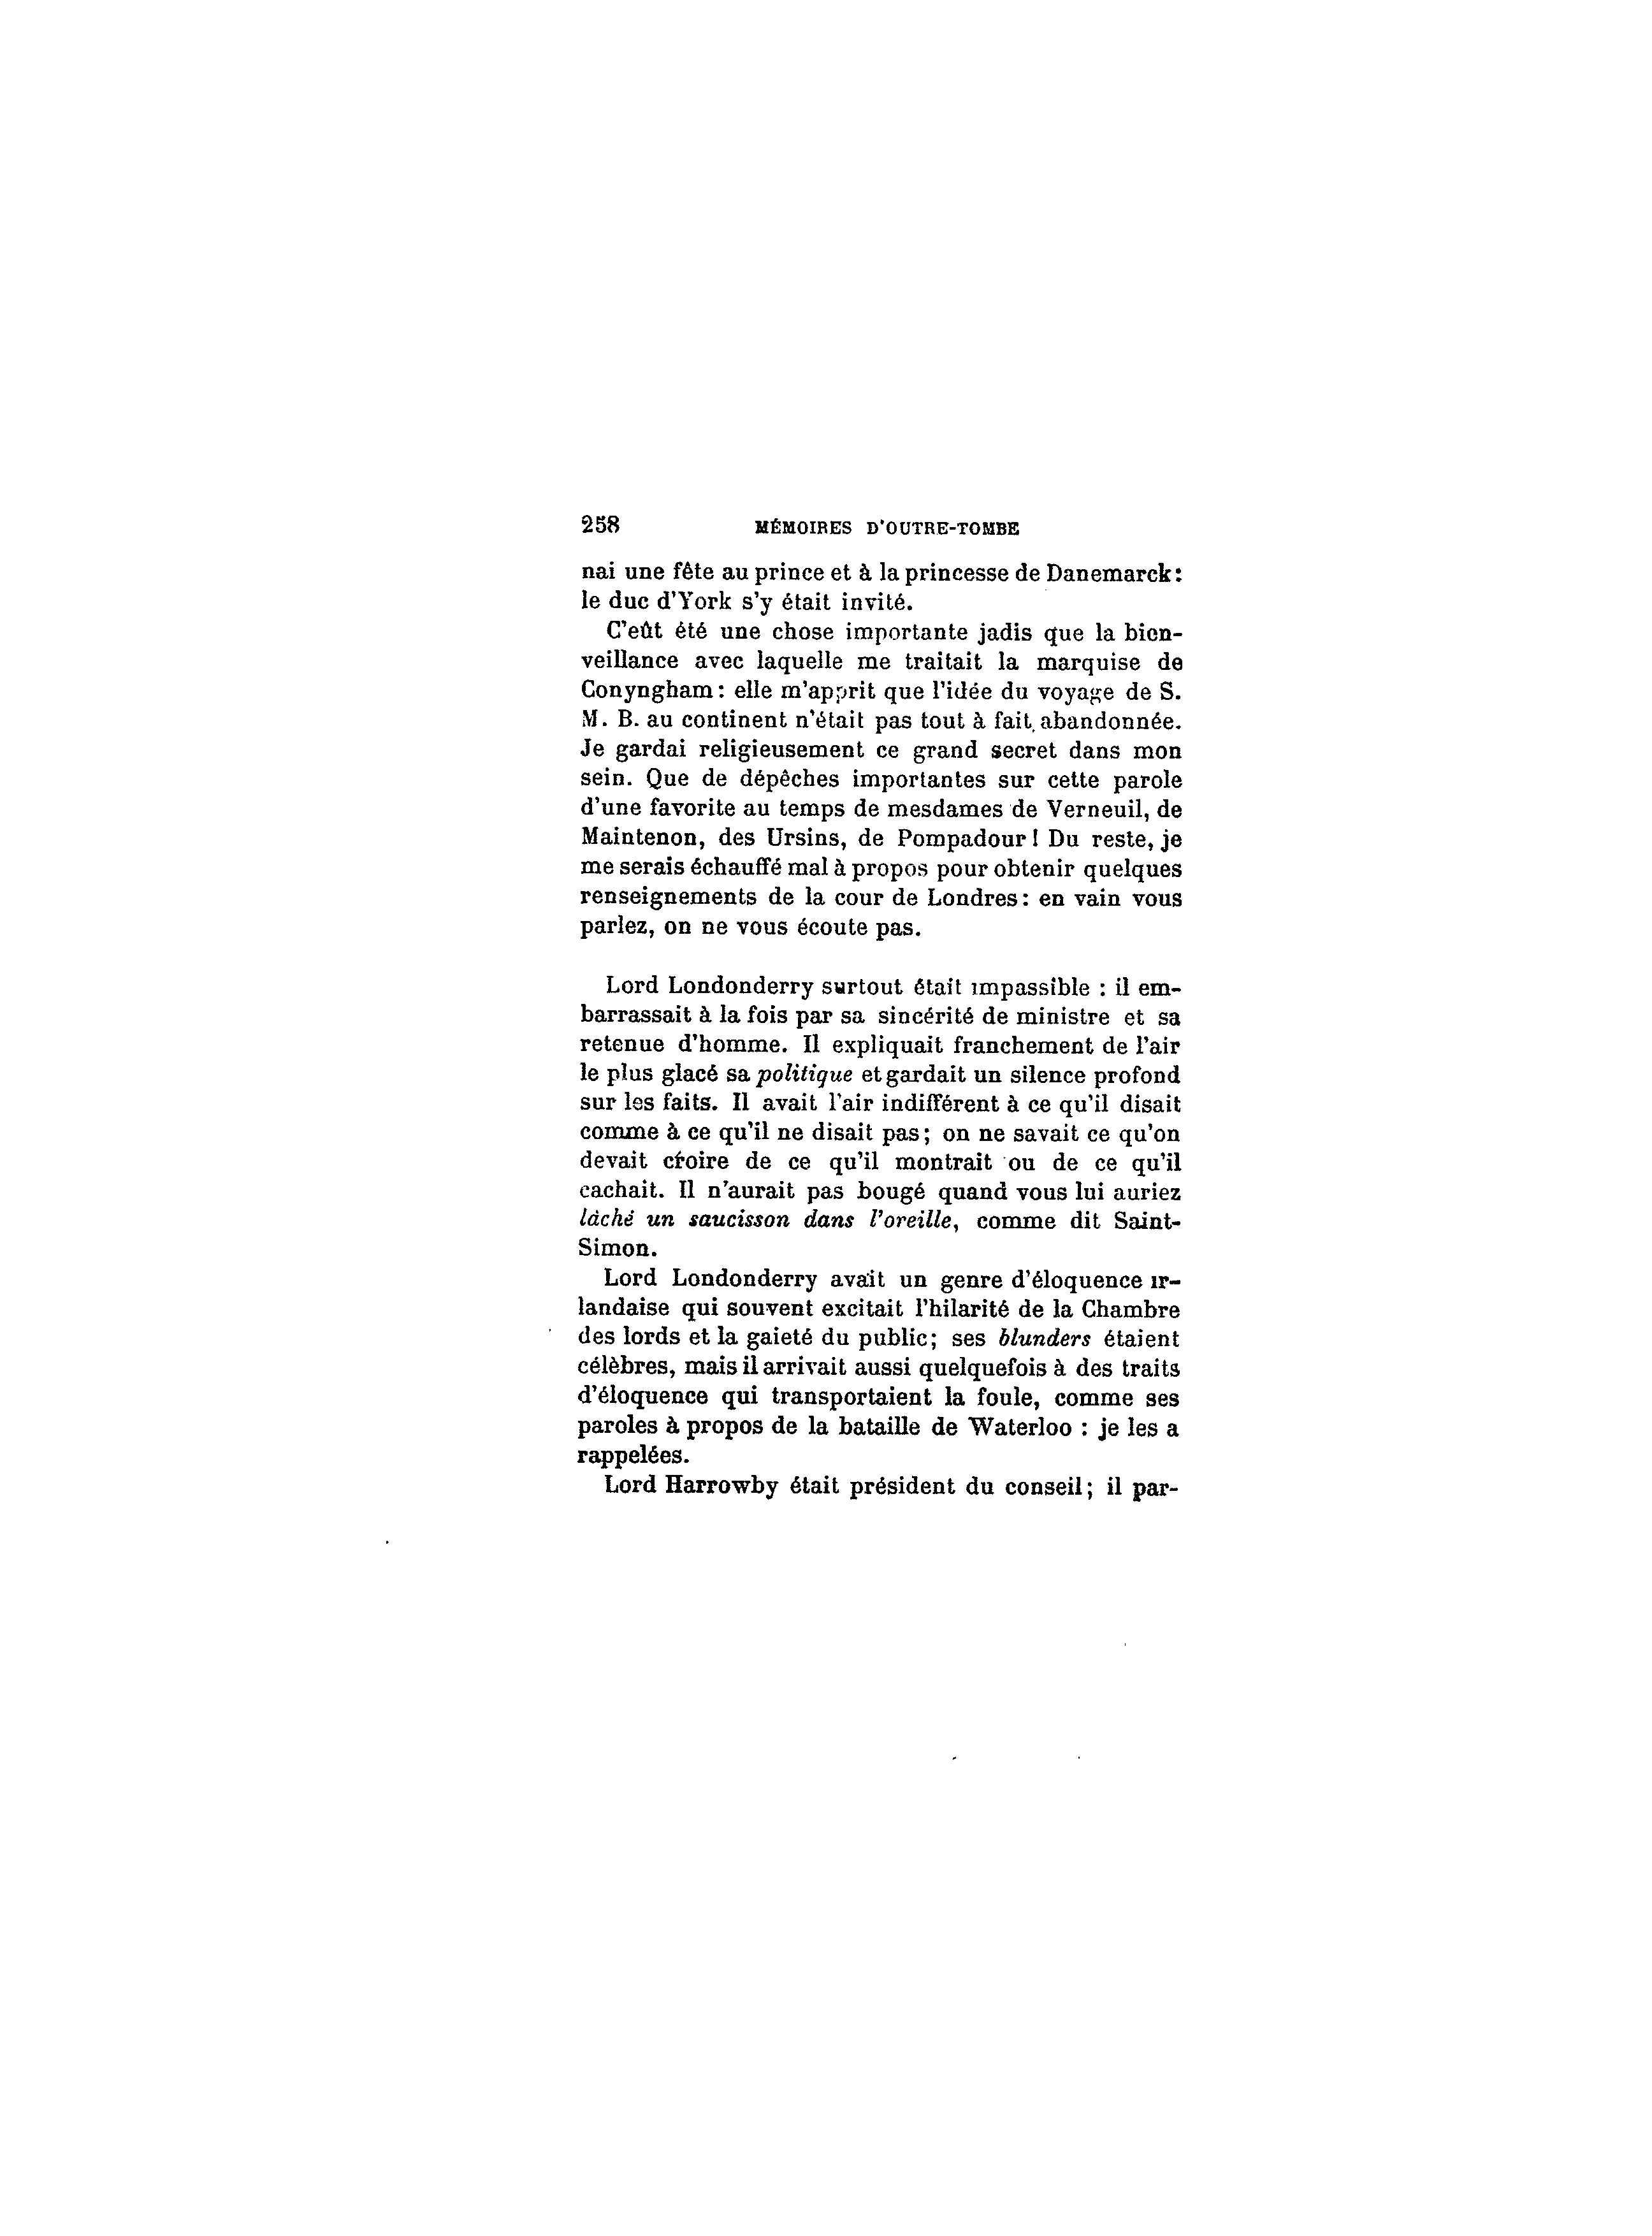 258 MÉMOIRES D'OUTRE-TOMBE
nai une fête au prince et à la princesse de Danemarck:
le duc d'York s'y était invité.
C'eût été une chose importante jadis que la bien-
veillance avec laquelle me traitait la marquise de
Conyngham: elle m'apprit que l'idée du voyage de S.
M. B. au continent n'était pas tout à fait abandonnée.
Je gardai religieusement ce grand secret dans mon
sein. Que de dépêches importantes sur cette parole
d'une favorite au temps de mesdames de Verneuil, de
Maintenon, des Ursins, de Pompadour! Du reste, je
me serais échauffé mal à propos pour obtenir quelques
renseignements de la cour de Londres: en vain vous
parlez, on ne vous écoute pas.
Lord Londonderry surtout était impassible : il em-
barrassait à la fois par sa sincérité de ministre et sa
retenue d'homme. Il expliquait franchement de l'air
le plus glacé sa politique et gardait un silence profond
sur les faits. Il avait l'air indifférent à ce qu'il disait
comme à ce qu'il ne disait pas; on ne savait ce qu'on
devait croire de ce qu'il montrait ou de ce qu'il
cachait. Il n'aurait pas bougé quand vous lui auriez
lâché un saucisson dans l'oreille, comme dit Saint-
Simon.
Lord Londonderry avait un genre d'éloquence ir-
landaise qui souvent excitait l'hilarité de la Chambre
des lords et la gaieté du public; ses blunders étaient
célèbres, mais il arrivait aussi quelquefois à des traits
d'éloquence qui transportaient la foule, comme ses
paroles à propos de la bataille de Waterloo : je les a
rappelées.
Lord Harrowby était président du conseil; il par-